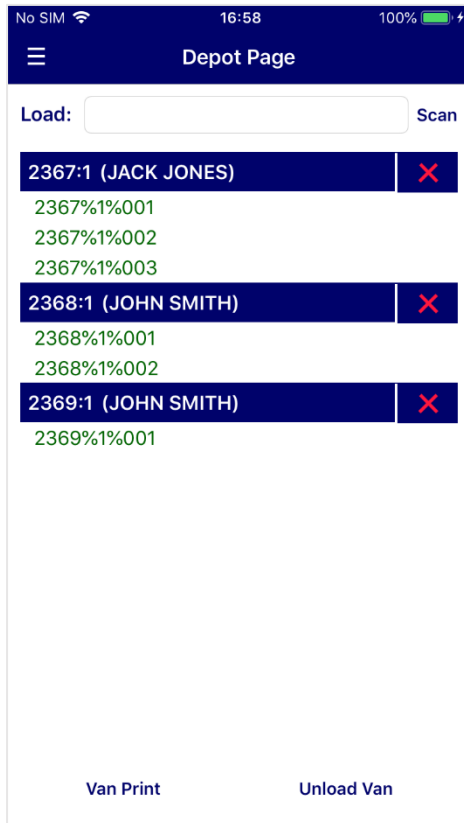 No SIM 16:58 100%
Depot Page
Load: Scan
2367:1 (JACK JONES)
2367%1%001
2367%1%002
2367%1%003
2368:1 (JOHN SMITH)
2368%1%001
2368%1%002
2369:1 (JOHN SMITH)
2369%1%001
Van Print Unload Van